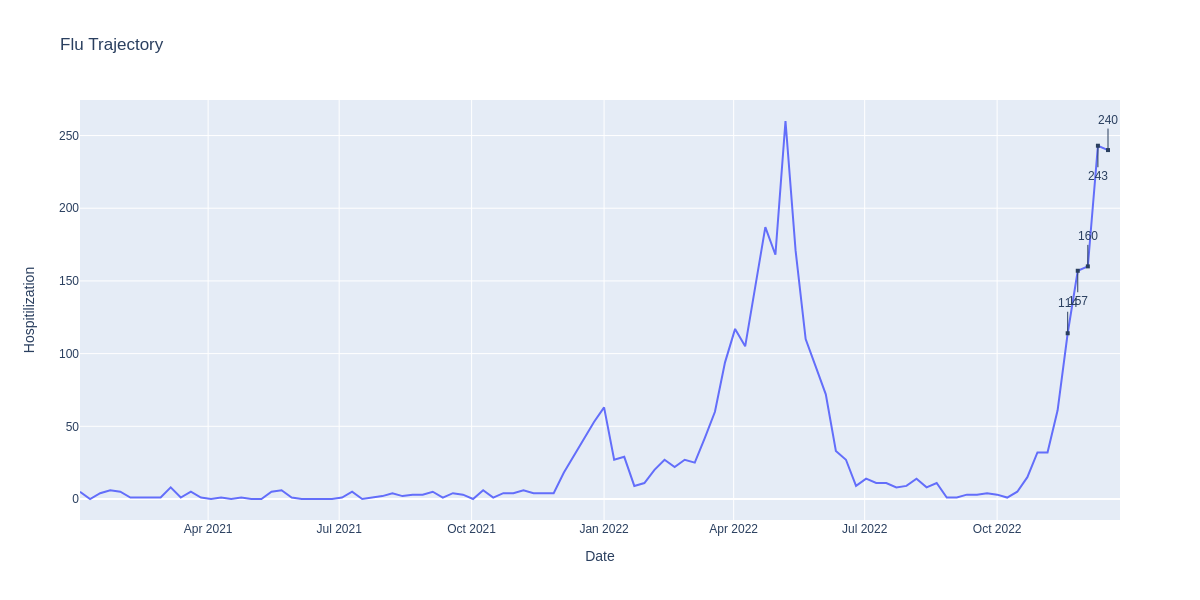 Flu Trajectory
Hospitilization
250
200
150
100
50
0
240
243
160
114
157
Apr 2021
Jul 2021
Oct 2021
Jan 2022
Apr 2022
Jul 2022
Oct 2022
Date